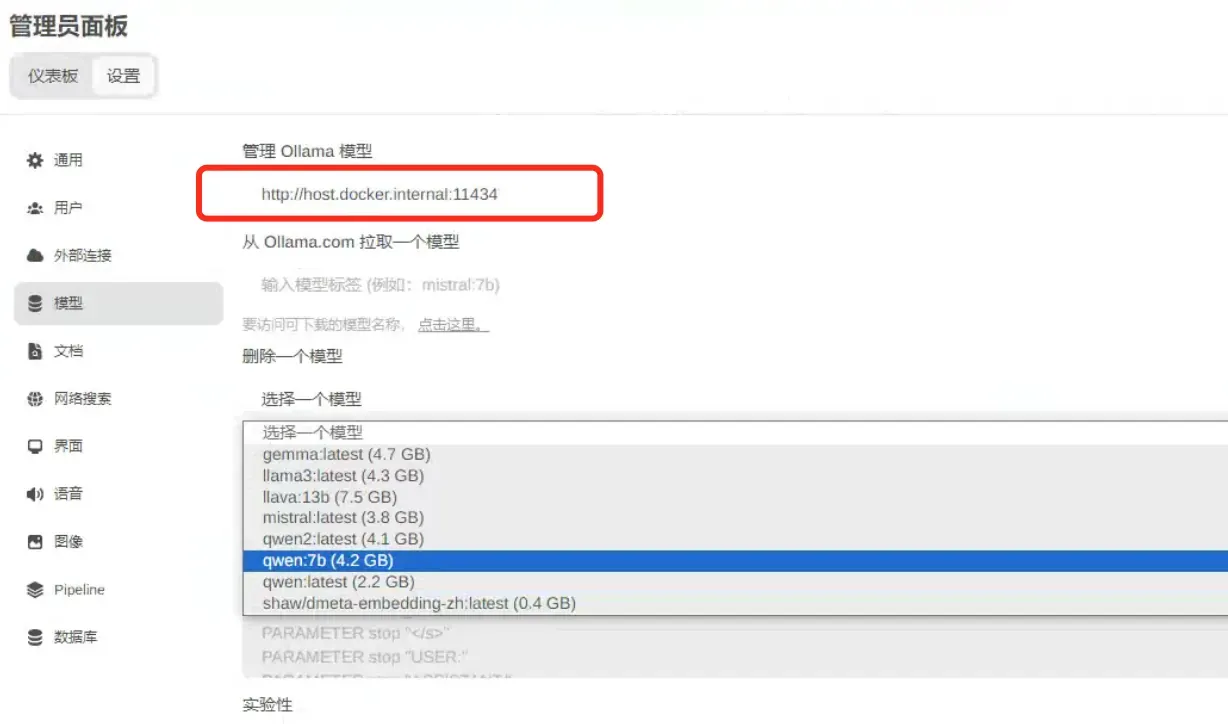 管理员面板
仪表板 设置
通用
用户
外部连接
模型
文档
网络搜索
界面
语音
图像
Pipeline
数据库
管理 Ollama 模型
http://host.docker.internal:11434
从 Ollama.com 拉取一个模型
输入模型标签 (例如：mistral:7b)
要访问可下载的模型名称， 点击这里。
删除一个模型
选择一个模型
选择一个模型
gemma:latest (4.7 GB)
llama3:latest (4.3 GB)
llava:13b (7.5 GB)
mistral:latest (3.8 GB)
qwen2:latest (4.1 GB)
qwen:7b (4.2 GB)
qwen:latest (2.2 GB)
shaw/dmeta-embedding-zh:latest (0.4 GB)
PARAMETER stop "</s>"
PARAMETER stop "USER:"
实验性